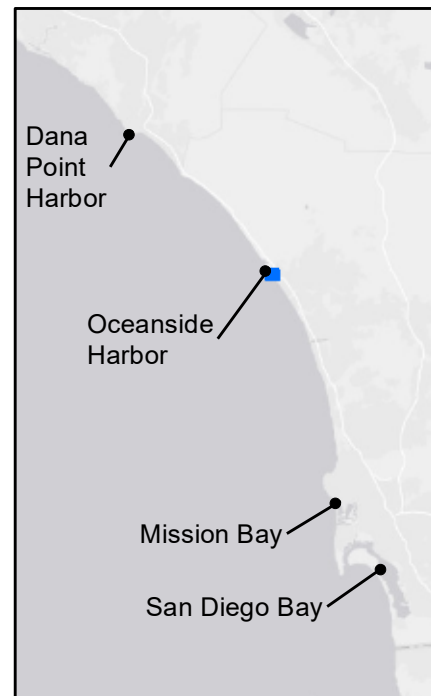 Dana
Point
Harbor
Oceanside
Harbor
Mission Bay
San Diego Bay